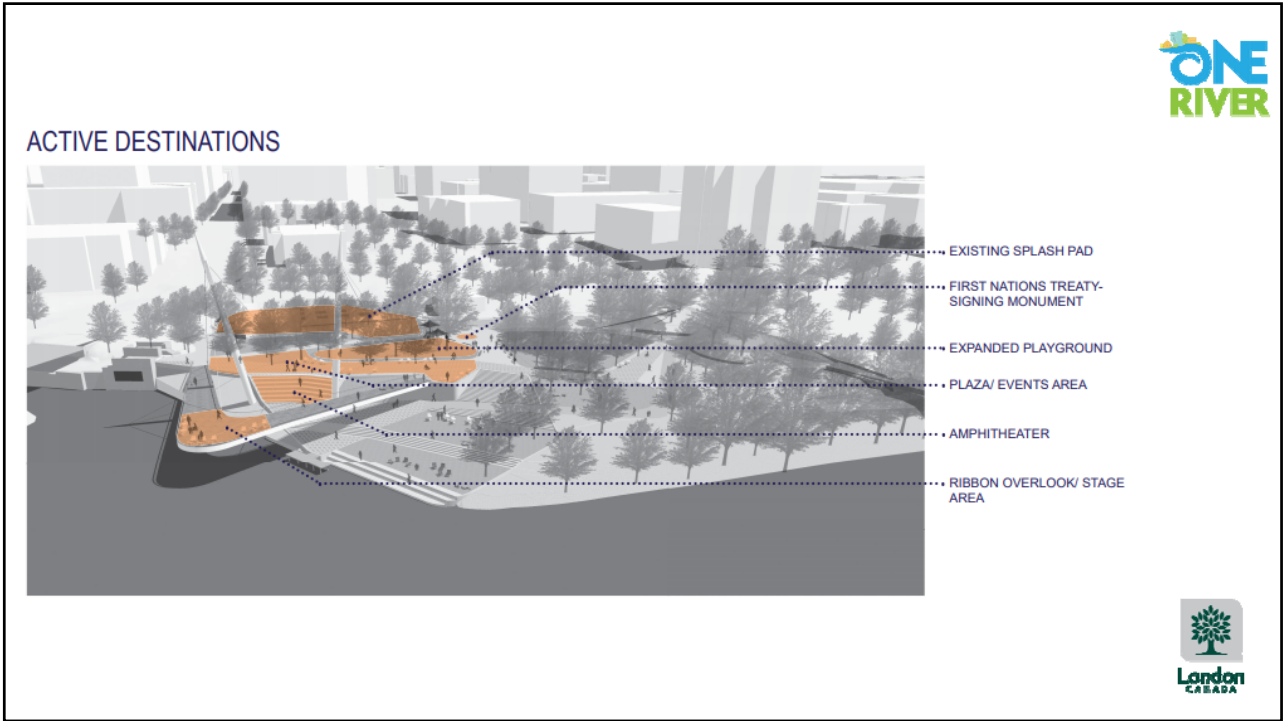 ONE
RIVER
ACTIVE DESTINATIONS
EXISTING SPLASH PAD
FIRST NATIONS TREATY-
SIGNING MONUMENT
EXPANDED PLAYGROUND
PLAZA/ EVENTS AREA
AMPHITHEATER
RIBBON OVERLOOK/ STAGE
AREA
London
CANADA